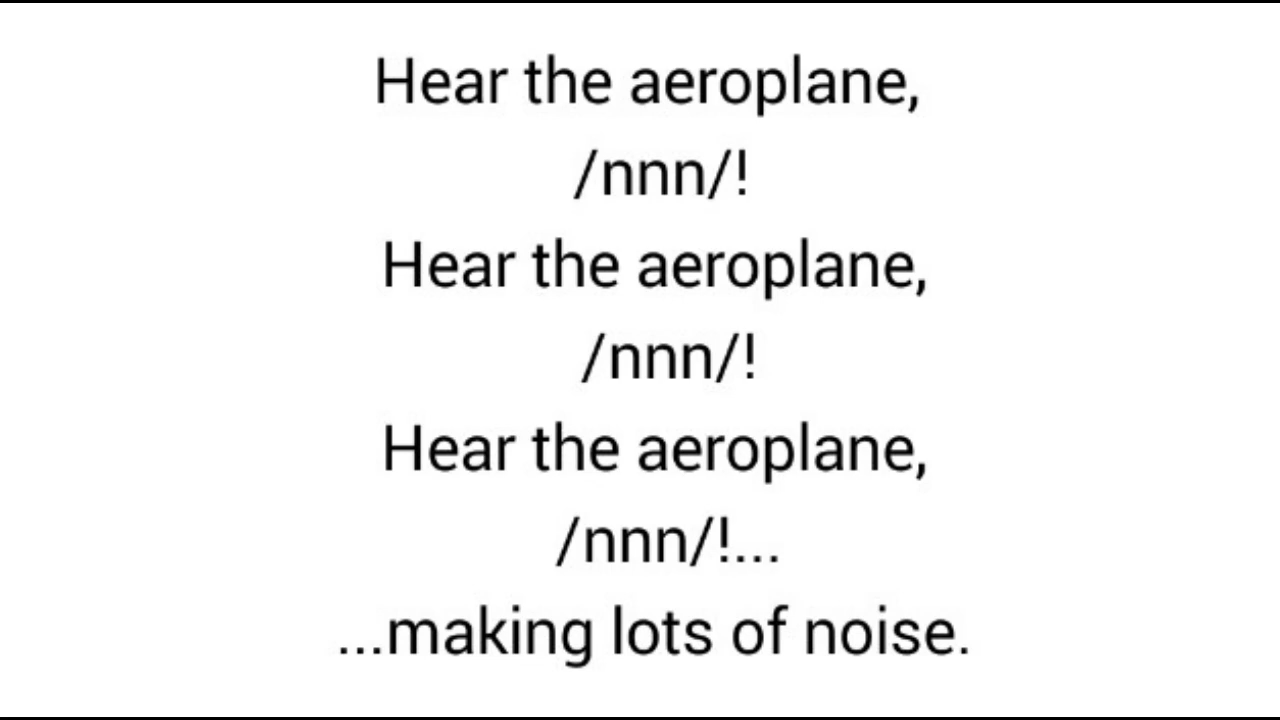 Hear the aeroplane,
/nnn/!
Hear the aeroplane,
/nnn/!
Hear the aeroplane,
/nnn/!...
...making lots of noise.